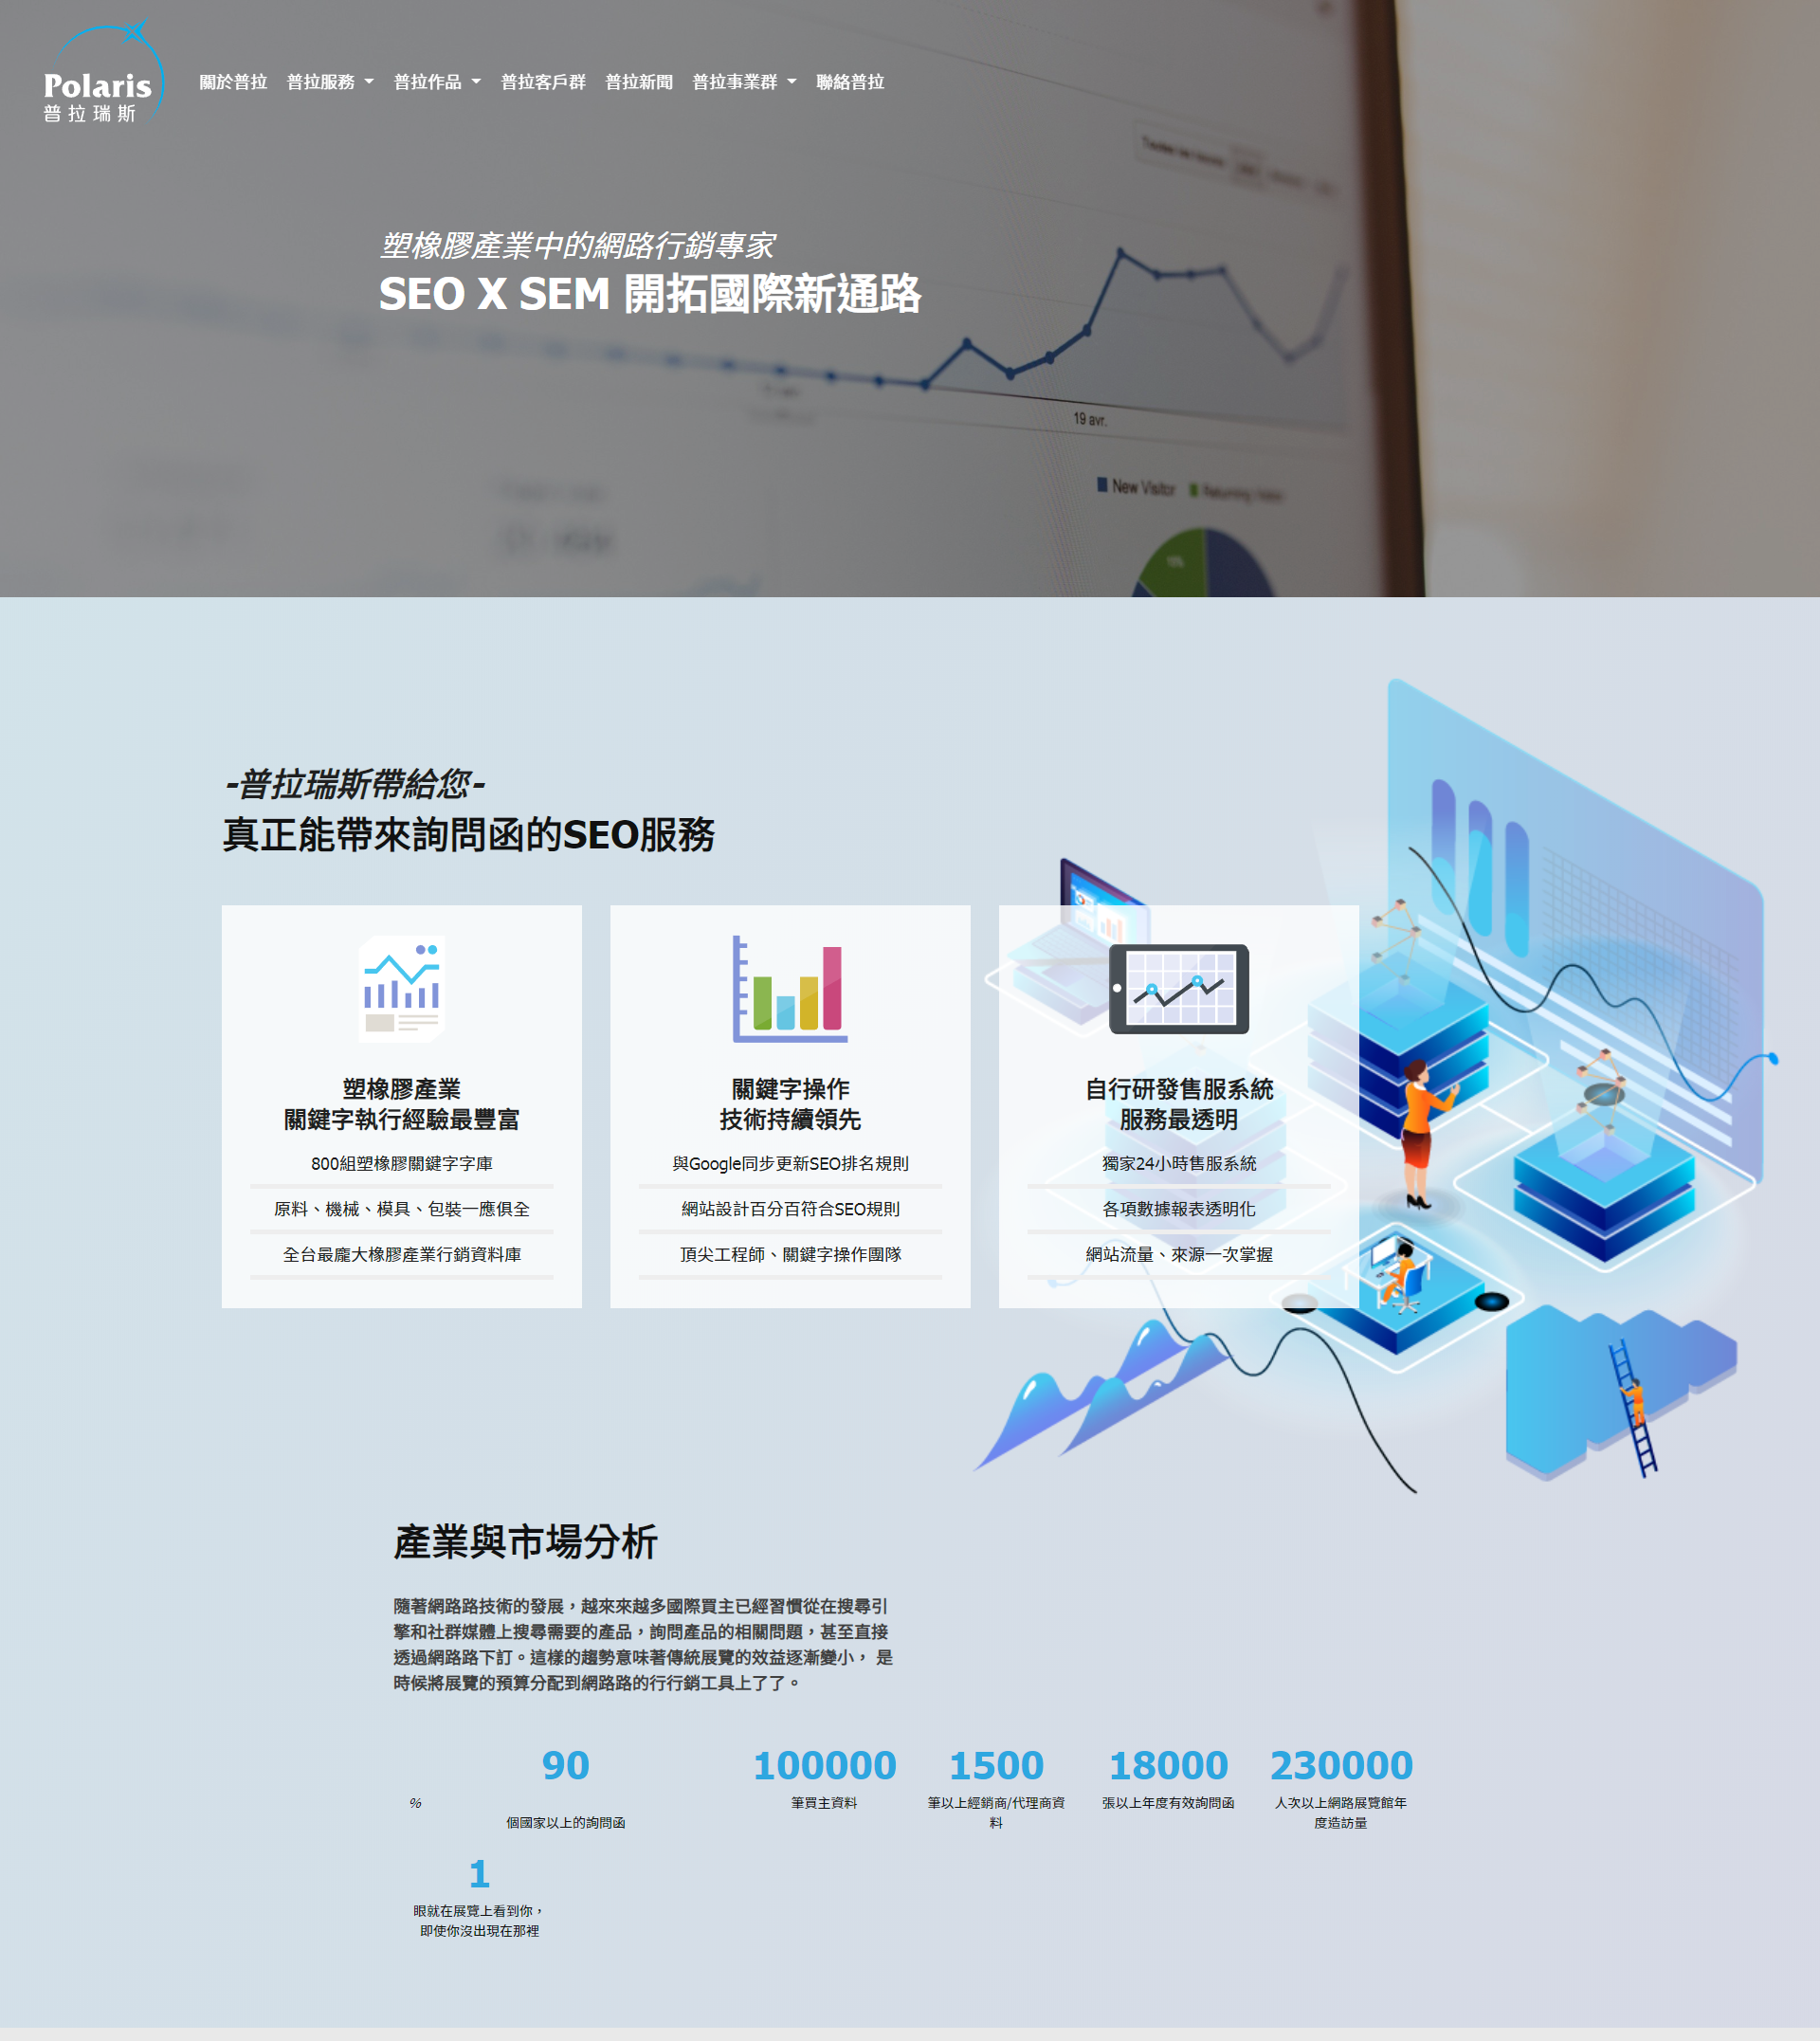 Polaris
普拉瑞斯
關於普拉 普拉服務 普拉作品 普拉客戶群 普拉新聞 普拉事業群 聯絡普拉
塑橡膠產業中的網路行銷專家
SEO X SEM 開拓國際新通路
19 avr.
New Visitor
-普拉瑞斯帶給您-
真正能帶來詢問函的SEO服務
塑橡膠產業
關鍵字執行經驗最豐富
800組塑橡膠關鍵字字庫
原料、機械、模具、包裝一應俱全
全台最龐大橡膠產業行銷資料庫
關鍵字操作
技術持續領先
與Google同步更新SEO排名規則
網站設計百分百符合SEO規則
頂尖工程師、關鍵字操作團隊
自行研發售服系統
服務最透明
獨家24小時售服系統
各項數據報表透明化
網站流量、來源一次掌握
產業與市場分析
隨著網路路技術的發展，越來來越多國際買主已經習慣從在搜尋引
擎和社群媒體上搜尋需要的產品，詢問產品的相關問題，甚至直接
透過網路路下訂。這樣的趨勢意味著傳統展覽的效益逐漸變小， 是
時候將展覽的預算分配到網路路的行行銷工具上了了。
%
90
個國家以上的詢問函
100000
筆買主資料
1500
筆以上經銷商/代理商資
料
18000
張以上年度有效詢問函
230000
人次以上網路展覽館年
度造訪量
1
眼就在展覽上看到你，
即使你沒出現在那裡